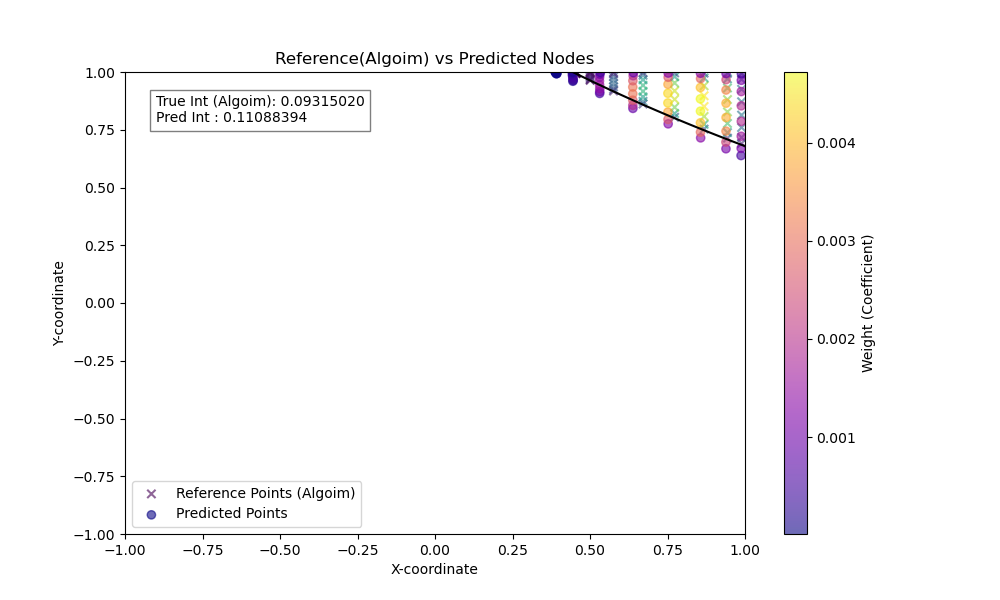 Reference(Algoim) vs Predicted Nodes
True Int (Algoim): 0.09315020
Pred Int : 0.11088394
1.00
0.75
0.50
0.25
0.00
−0.25
−0.50
−0.75
−1.00
Y-coordinate
Reference Points (Algoim)
Predicted Points
−1.00 −0.75 −0.50 −0.25 0.00 0.25 0.50 0.75 1.00
X-coordinate
0.004
0.003
0.002
0.001
Weight (Coefficient)